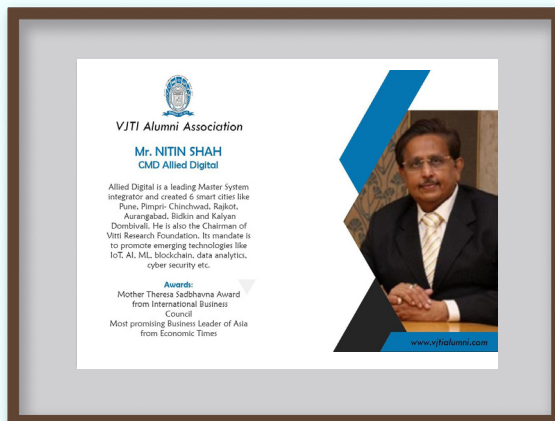 VJTI Alumni Association
Mr. NITIN SHAH
CMD Allied Digital
Allied Digital is a leading Master System
integrator and created 6 smart cities like
Pune, Pimpri- Chinchwad, Rajkot,
Aurangabad, Bidkin and Kalyan
Dombivali. He is also the Chairman of
Vitti Research Foundation. Its mandate is
to promote emerging technologies like
IoT, AI, ML, blockchain, data analytics,
cyber security etc.
Awards:
Mother Theresa Sadbhavna Award
from International Business
Council
Most promising Business Leader of Asia
from Economic Times
www.vjtialumni.com